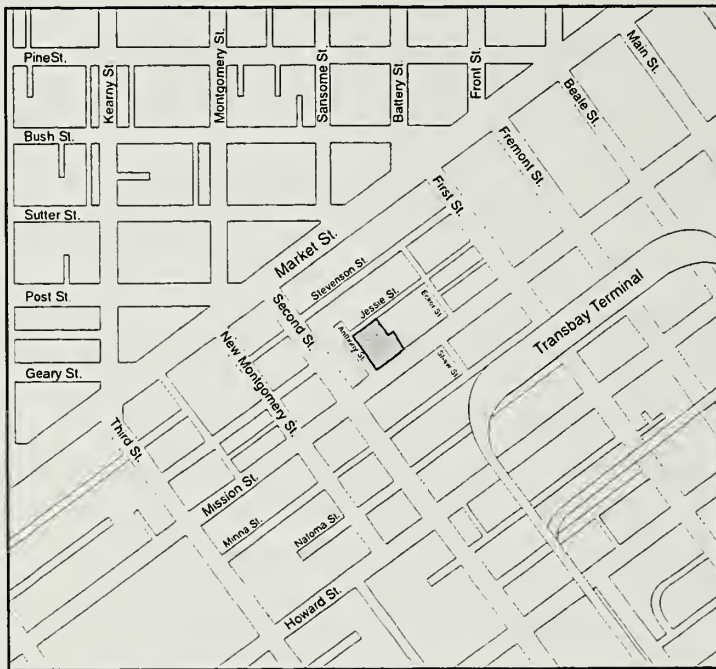 Main St.
PineSt.
Kearny St.
Montgomery St.
Sansome St.
Battery St.
Front St.
Beale St.
Bush St.
Fremont St.
First St.
Sutter St.
Market St.
Stevenson St.
Jessie St.
Ecker St.
Post St.
Second St.
Anthony St.
Transbay Terminal
New Montgomery St.
Shaw St.
Geary St.
Third St.
Mission St.
Minna St.
Natoma St.
Howard St.